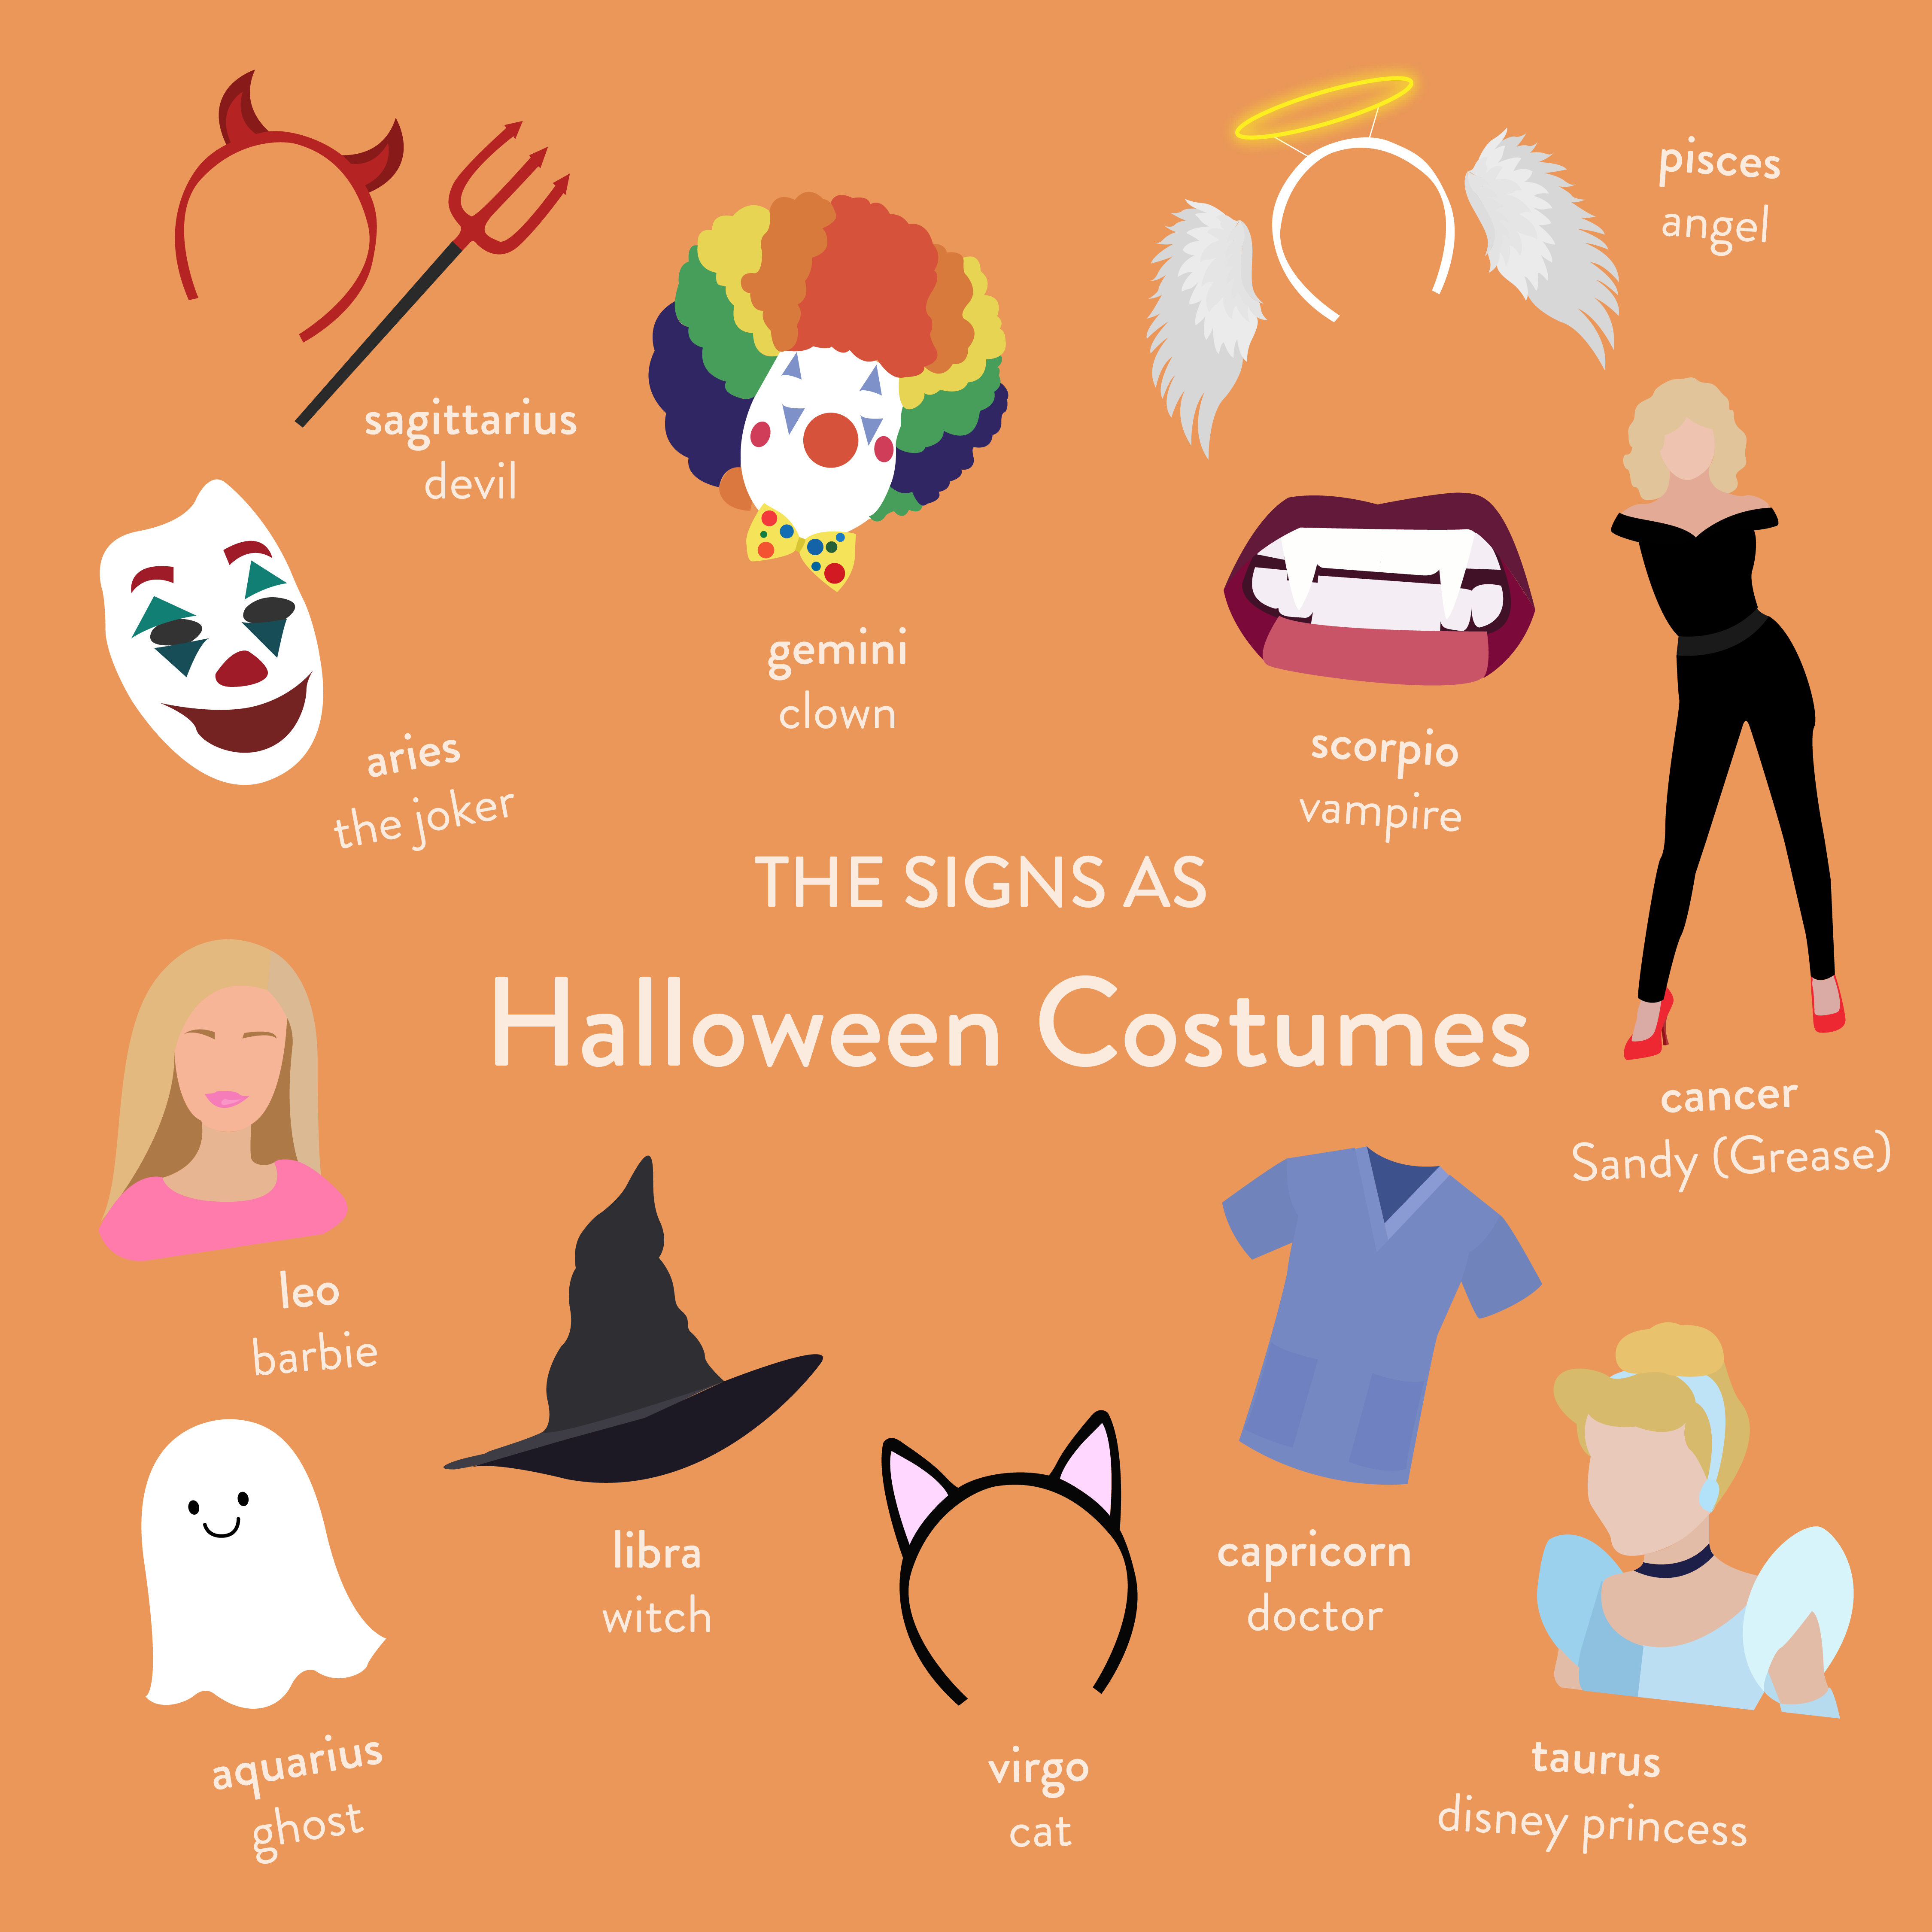 pisces
angel
sagittarius
devil
gemini
clown
scorpio
vampire
aries
the joker
THE SIGNS AS
Halloween Costumes
cancer
Sandy (Grease)
leo
barbie
libra
witch
capricorn
doctor
aquarius
ghost
virgo
cat
taurus
disney princess